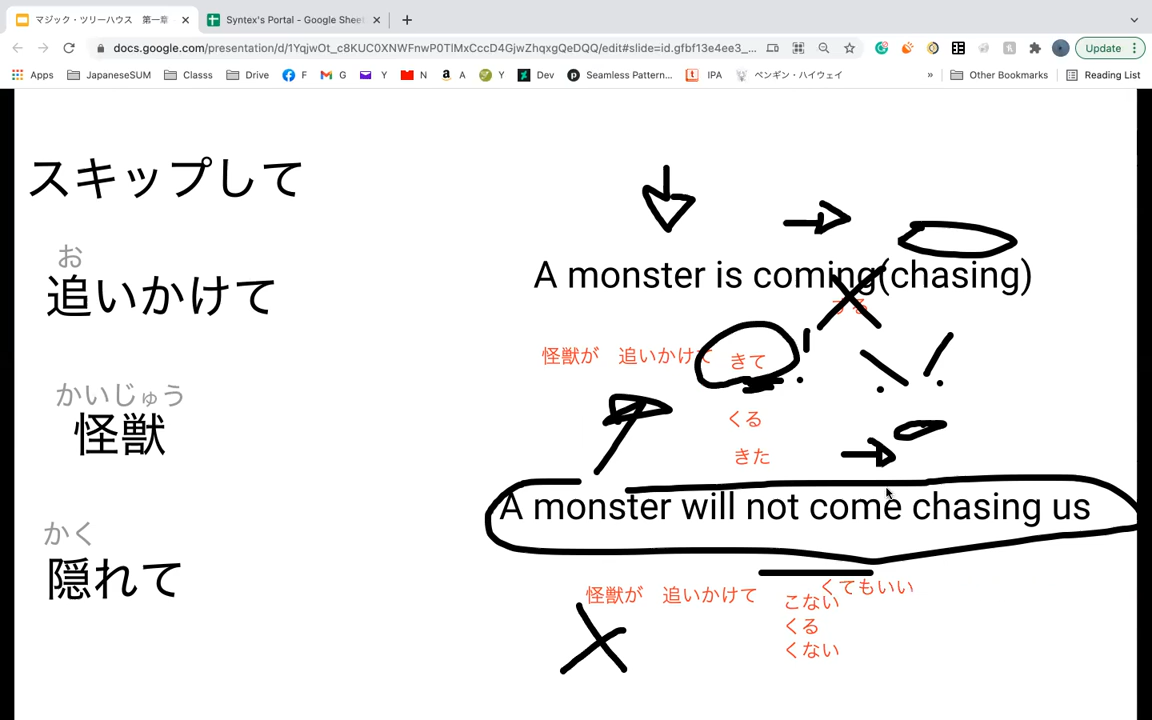 マジック・ツリーハウス 第一章
Syntex's Portal - Google Sheet
docs.google.com/presentation/d/1YqjwOt_c8KUC0XNWFnwP0TlMxCccD4GjwZhqxgQeDQQ/edit#slide=id.gfbf13e4ee3_...
Update
Apps JapaneseSUM Classs Drive F G Y N A Y Dev Seamless Pattern... IPA ペンギン・ハイウェイ » Other Bookmarks Reading List
スキップして
お
追いかけて
かいじゅう
怪獣
かく
隠れて
A monster is coming(chasing)
する
怪獣が 追いかけて きて
くる
きた
A monster will not come chasing us
怪獣が 追いかけて
くてもいい
こない
くる
くない